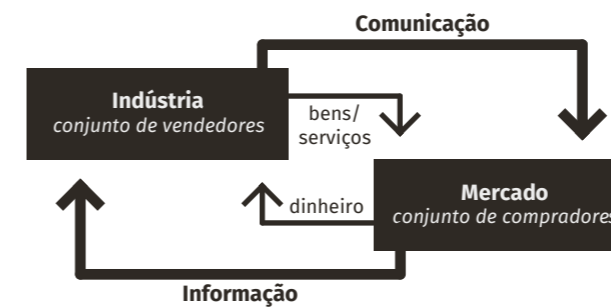 Comunicação
Indústria
conjunto de vendedores
bens/
serviços
dinheiro
Mercado
conjunto de compradores
Informação